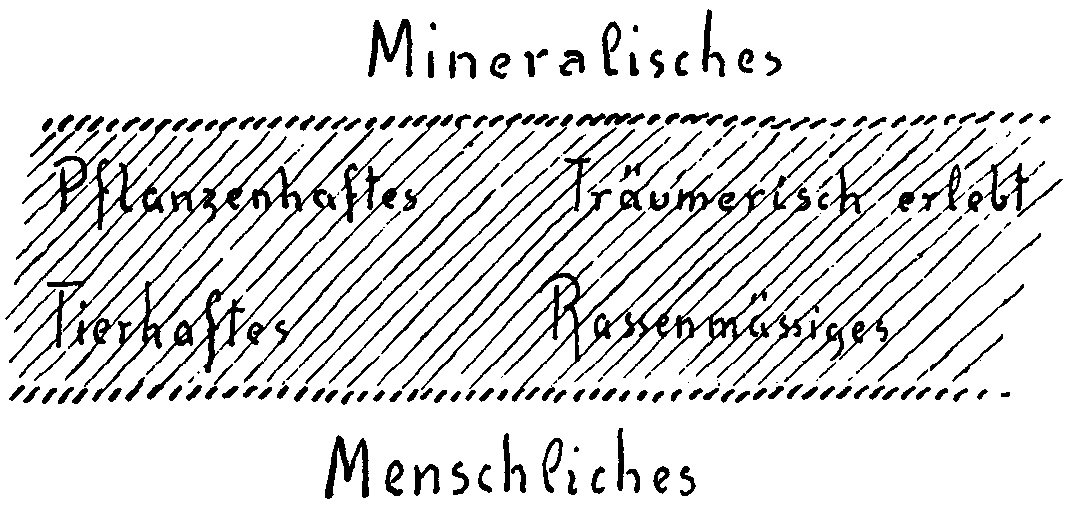 Mineralisches
Pflanzenhaftes Träumerisch erlebt
Tierhaftes Rassenmässiges
Menschliches